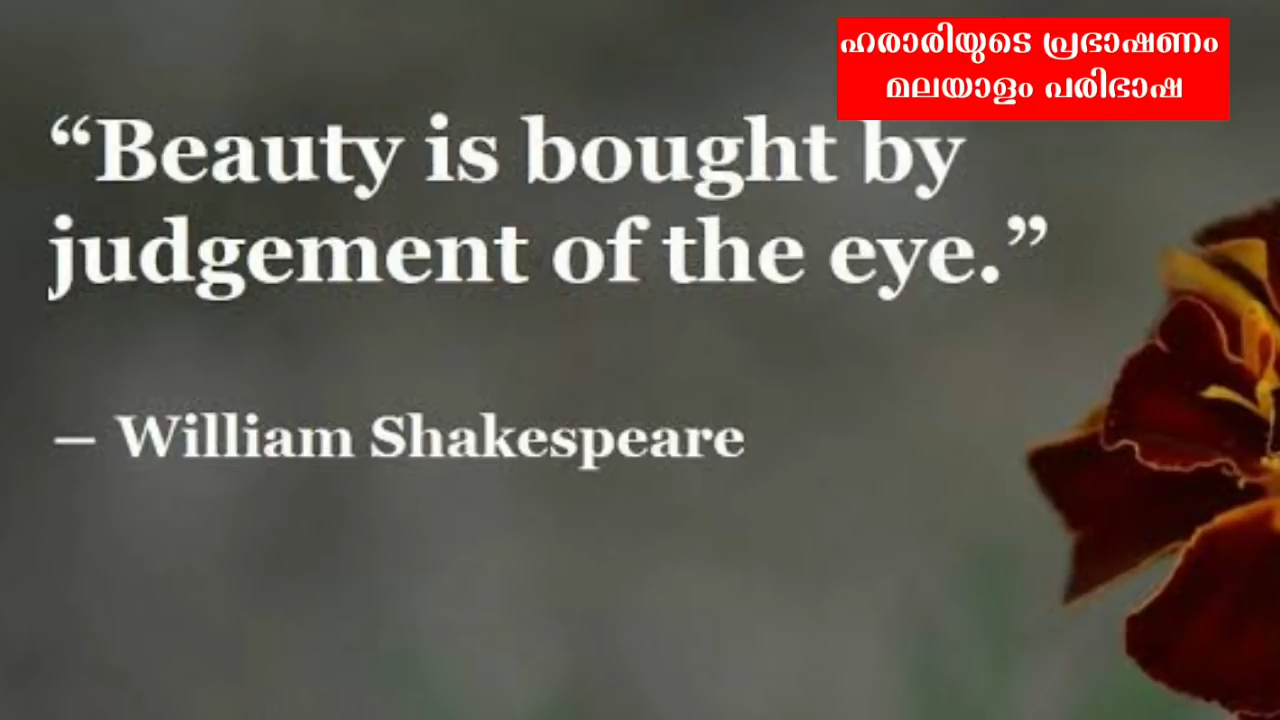 ഹരാരിയുടെ പ്രഭാഷണം
മലയാളം പരിഭാഷ
“Beauty is bought by
judgement of the eye.”
— William Shakespeare